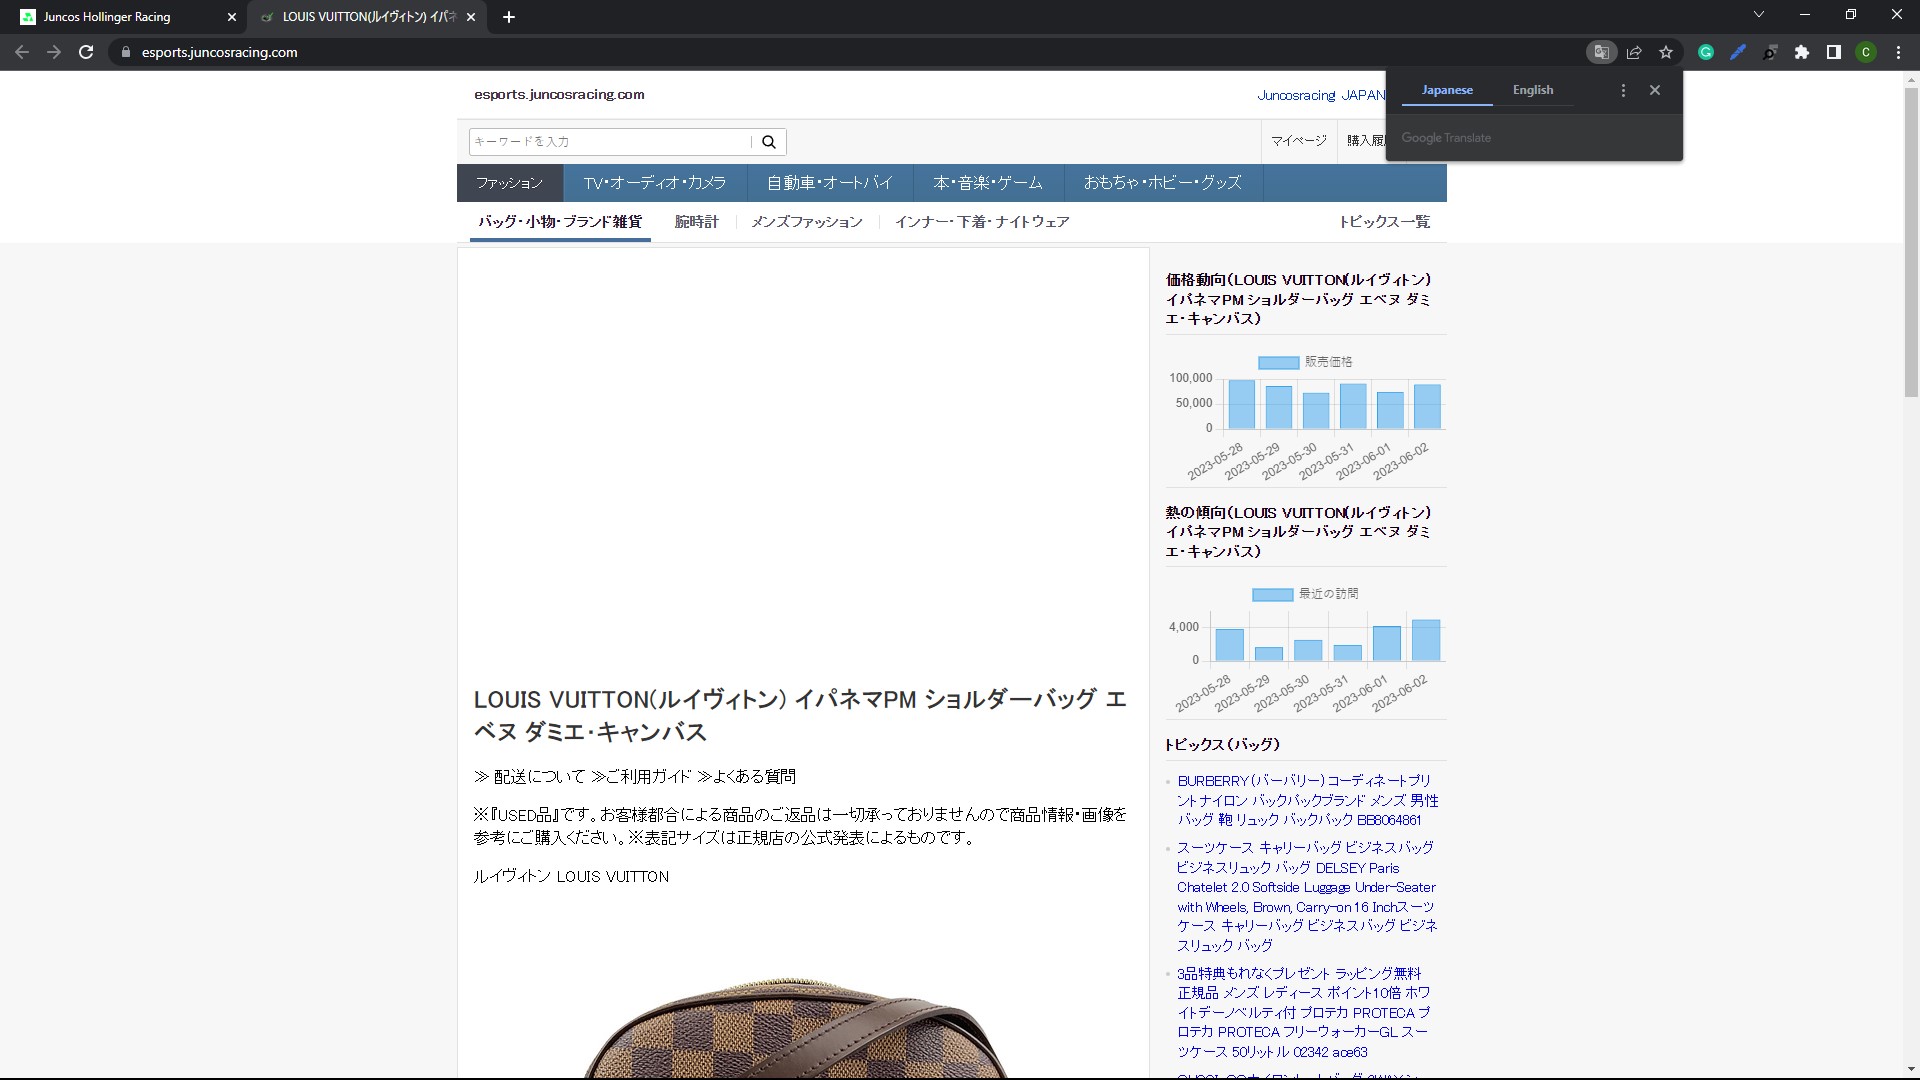 Juncos Hollinger Racing
LOUIS VUITTON(ルイヴィトン) イパネ
esports.juncosracing.com
C
Japanese
English
Google Translate
esports.juncosracing.com
Juncosracing JAPAN
キーワードを入力
マイページ
購入履
ファッション
TV・オーディオ・カメラ
自動車・オートバイ
本・音楽・ゲーム
おもちゃ・ホビー・グッズ
バッグ・小物・ブランド雑貨
腕時計
メンズファッション
インナー・下着・ナイトウェア
トピックス一覧
LOUIS VUITTON(ルイヴィトン) イパネマPM ショルダーバッグ エ
ベヌ ダミエ・キャンバス
≫ 配送について ≫ご利用ガイド ≫よくある質問
※『USED品』です。お客様都合による商品のご返品は一切承っておりませんので商品情報・画像を
参考にご購入ください。※表記サイズは正規店の公式発表によるものです。
ルイヴィトン LOUIS VUITTON
価格動向（LOUIS VUITTON(ルイヴィトン)
イパネマPM ショルダーバッグ エベヌ ダミ
エ・キャンバス）
販売価格
100,000
50,000
0
2023-05-28
2023-05-29
2023-05-30
2023-05-31
2023-06-01
2023-06-02
熱の傾向（LOUIS VUITTON(ルイヴィトン)
イパネマPM ショルダーバッグ エベヌ ダミ
エ・キャンバス）
最近の訪問
4,000
0
2023-05-28
2023-05-29
2023-05-30
2023-05-31
2023-06-01
2023-06-02
トピックス（バッグ）
BURBERRY（バーバリー）コーディネートプリ
ントナイロン バックパックブランド メンズ 男性
バッグ 鞄 リュック バックパック BB8064861
スーツケース キャリーバッグ ビジネスバッグ
ビジネスリュック バッグ DELSEY Paris
Chatelet 2.0 Softside Luggage Under-Seater
with Wheels, Brown, Carry-on 16 Inchスーツ
ケース キャリーバッグ ビジネスバッグ ビジネ
スリュック バッグ
3品特典もれなくプレゼント ラッピング無料
正規品 メンズ レディース ポイント10倍 ホワ
イトデーノベルティ付 プロテカ PROTECA プ
ロテカ PROTECA フリーウォーカーGL スー
ツケース 50リットル 02342 ace63